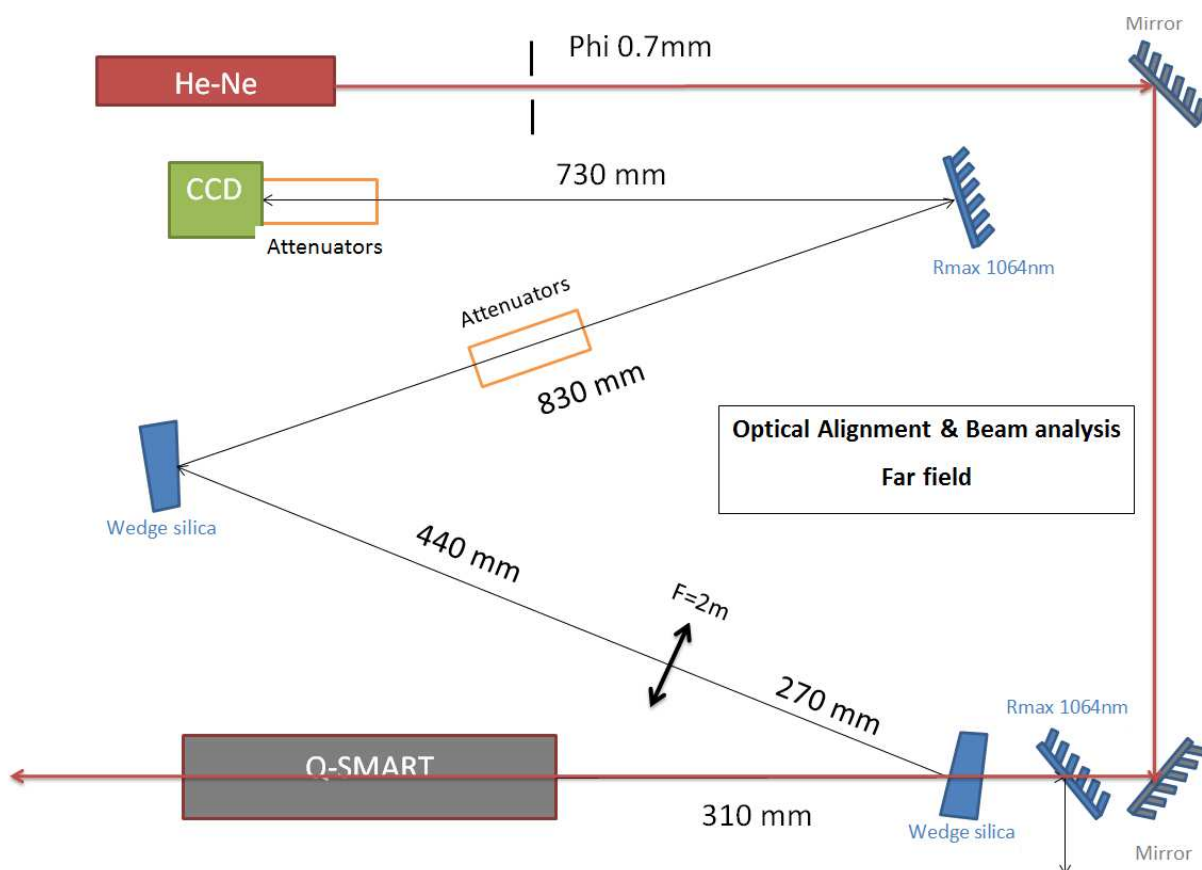 Mirror
Phi 0.7mm
He-Ne
730 mm
CCD
Attenuators
Rmax 1064nm
Attenuators
830 mm
Optical Alignment & Beam analysis
Far field
Wedge silica
440 mm
F=2m
270 mm
Rmax 1064nm
Q-SMART
310 mm
Wedge silica
Mirror